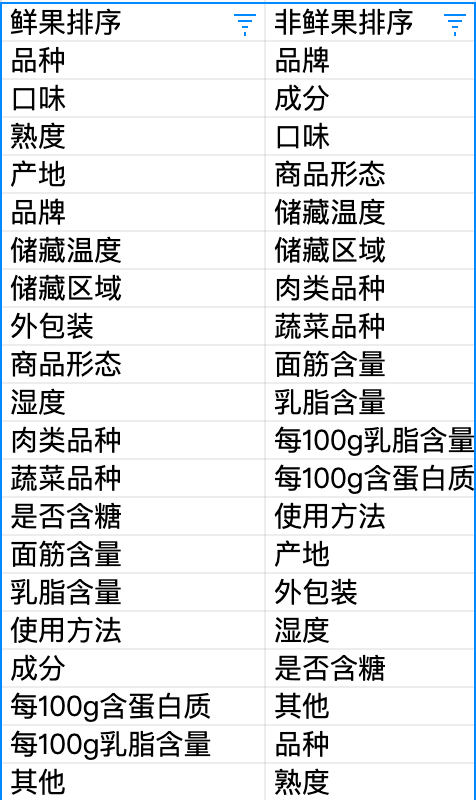 鲜果排序 非鲜果排序
品种 品牌
口味 成分
熟度 口味
产地 商品形态
品牌 储藏温度
储藏温度 储藏区域
储藏区域 肉类品种
外包装 蔬菜品种
商品形态 面筋含量
湿度 乳脂含量
肉类品种 每100g乳脂含量
蔬菜品种 每100g含蛋白质
是否含糖 使用方法
面筋含量 产地
乳脂含量 外包装
使用方法 湿度
成分 是否含糖
每100g含蛋白质 其他
每100g乳脂含量 品种
其他 熟度